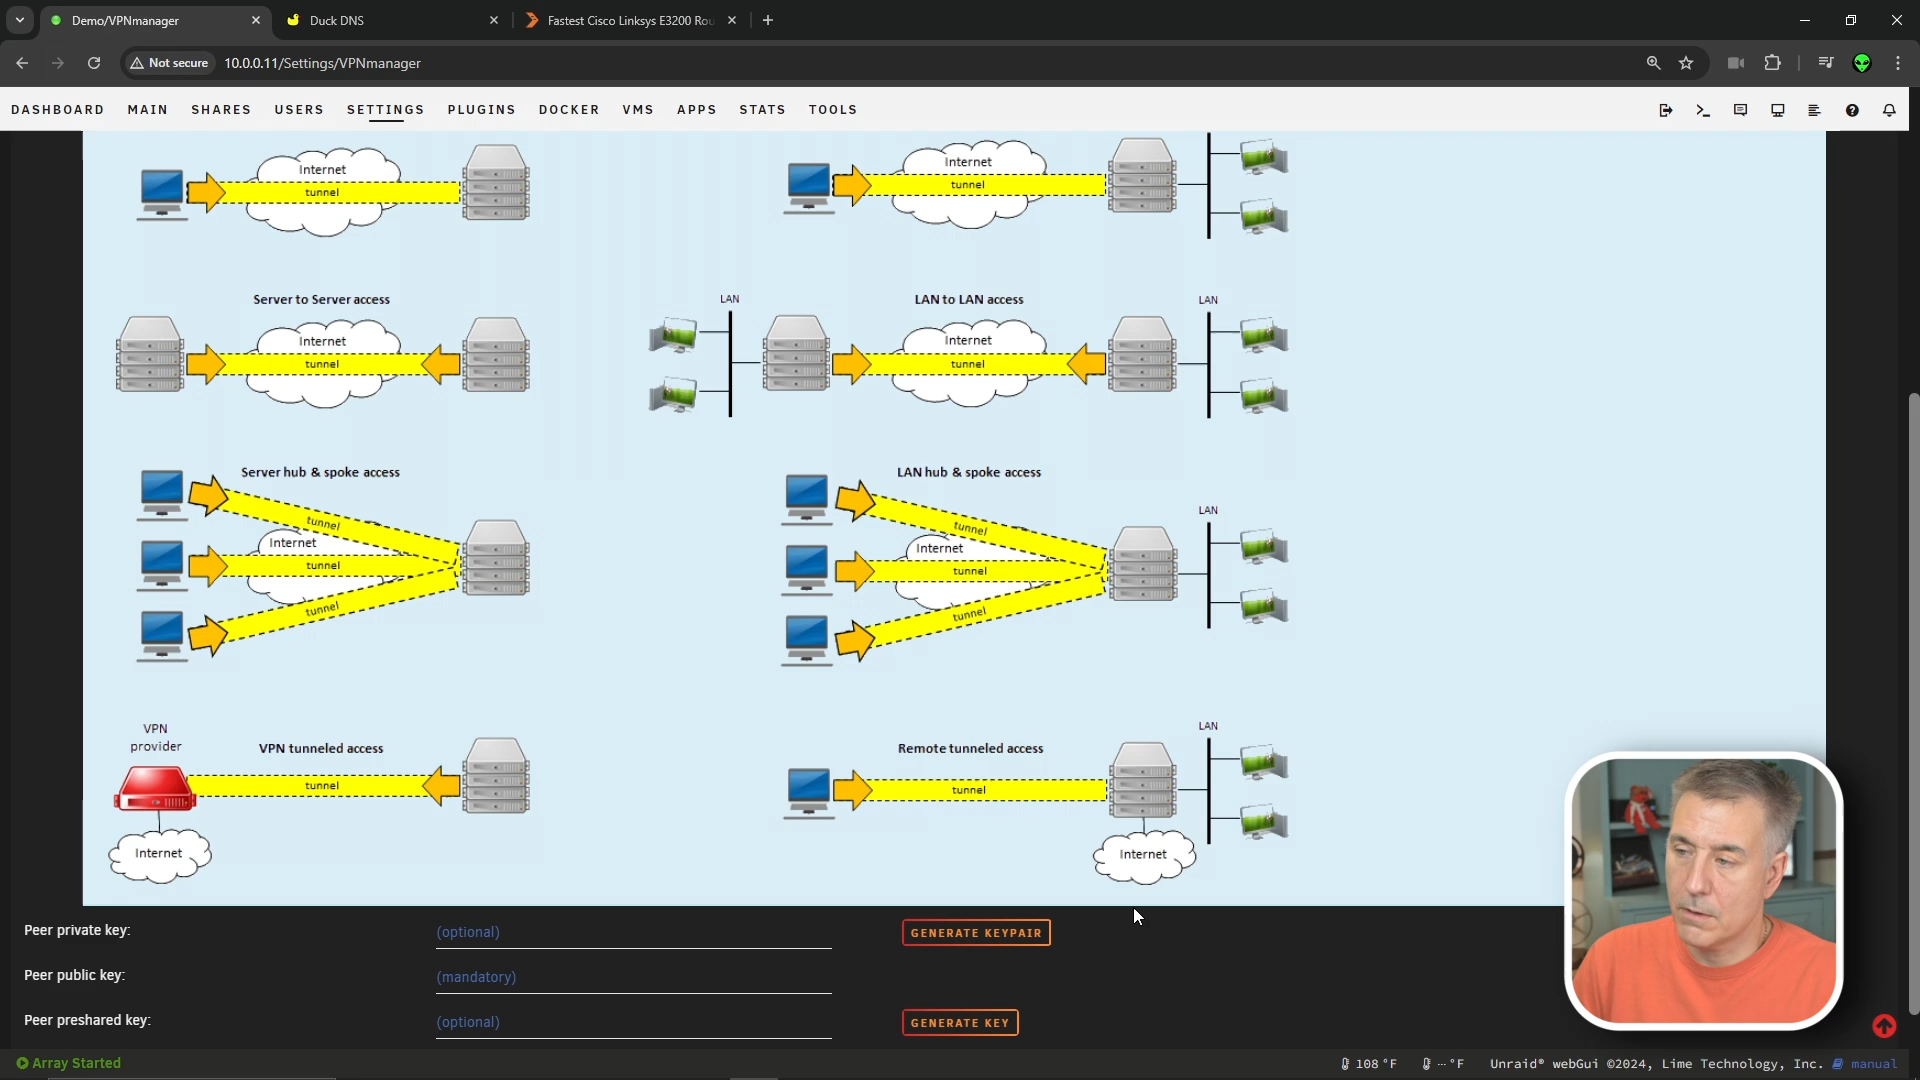 Demo/VPNmanager
Duck DNS
Fastest Cisco Linksys E3200 Rou
Not secure
10.0.0.11/Settings/VPNmanager
DASHBOARD MAIN SHARES USERS SETTINGS PLUGINS DOCKER VMS APPS STATS TOOLS
Internet
tunnel
Internet
tunnel
Server to Server access
Internet
tunnel
LAN
LAN to LAN access
LAN
Internet
tunnel
Server hub & spoke access
tunnel
Internet
tunnel
tunnel
LAN hub & spoke access
LAN
tunnel
Internet
tunnel
tunnel
VPN
provider
VPN tunneled access
tunnel
Internet
Remote tunneled access
LAN
tunnel
Internet
Peer private key:
(optional)
GENERATE KEYPAIR
Peer public key:
(mandatory)
Peer preshared key:
(optional)
GENERATE KEY
Array Started
108 °F
-- °F
Unraid® webGui ©2024, Lime Technology, Inc.
manual